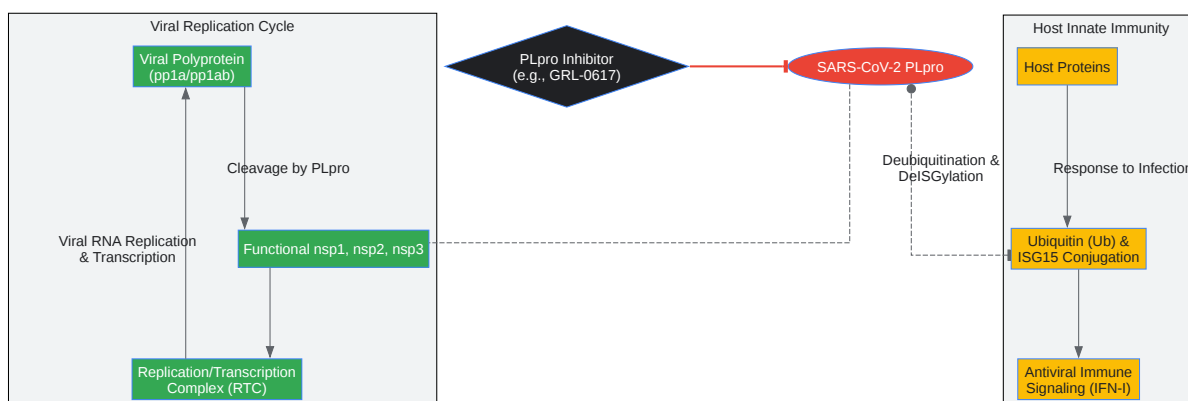 Viral Replication Cycle
Viral Polyprotein
(pp1a/pp1ab)
Cleavage by PLpro
Viral RNA Replication
& Transcription
Functional nsp1, nsp2, nsp3
Replication/Transcription
Complex (RTC)
PLpro Inhibitor
(e.g., GRL-0617)
SARS-CoV-2 PLpro
Deubiquitination &
DeISGylation
Host Innate Immunity
Host Proteins
Response to Infection
Ubiquitin (Ub) &
ISG15 Conjugation
Antiviral Immune
Signaling (IFN-I)